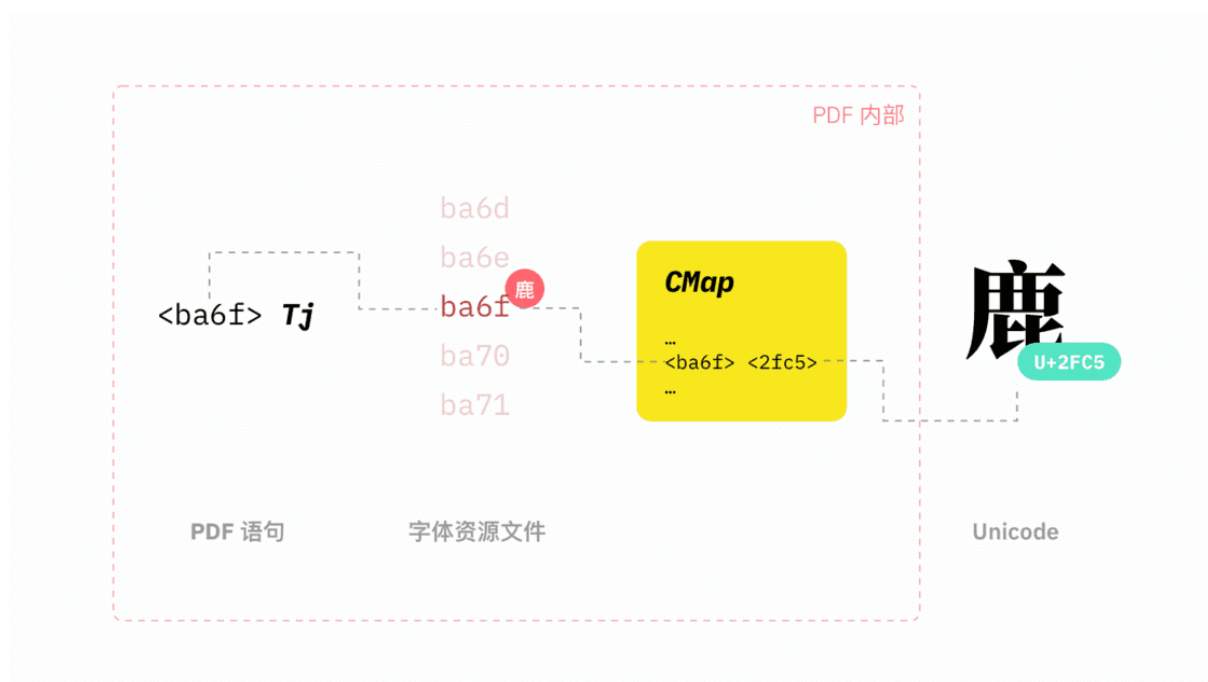 PDF 内部
<ba6f> Tj
ba6d
ba6e
鹿
ba6f
ba70
ba71
CMap
…
<ba6f> <2fc5>
…
鹿
U+2FC5
PDF 语句
字体资源文件
Unicode